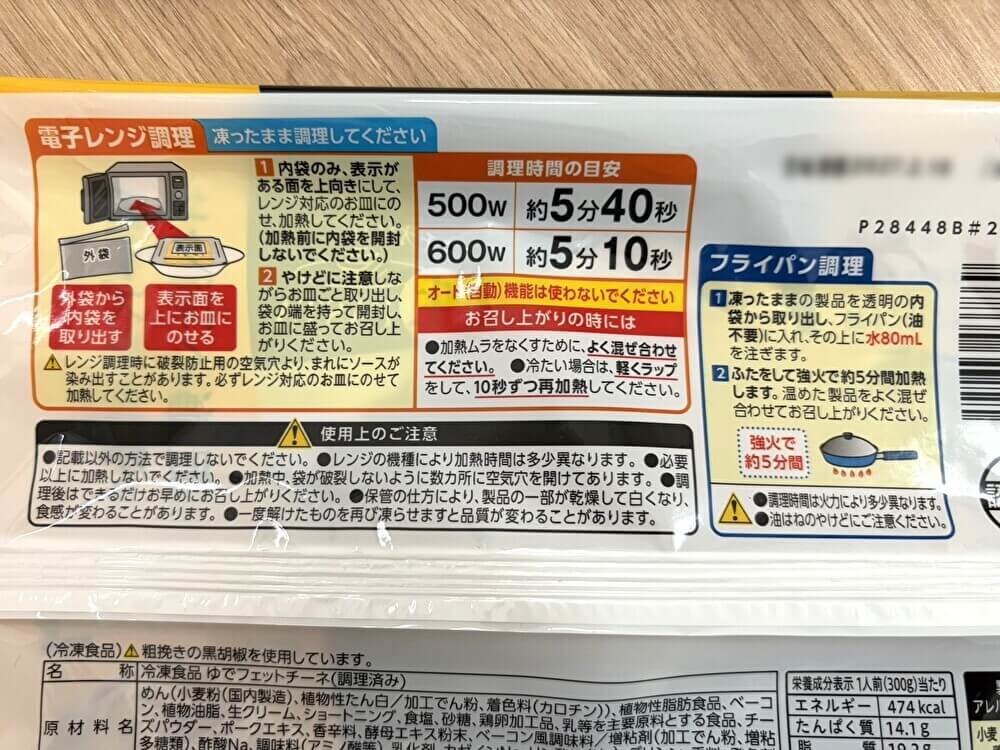 電子レンジ調理 凍ったまま調理してください
1 内袋のみ、表示が
ある面を上向きにして、
レンジ対応のお皿にの
せ、加熱してください。
(加熱前に内袋を開封
しないでください。)
2 やけどに注意しな
がらお皿ごと取り出し、
袋の端を持って開封し、
お皿に盛ってお召し上
がりください。
外袋
表示面
外袋から
内袋を
取り出す
表示面を
上にお皿に
のせる
レンジ調理時に破裂防止用の空気穴より、まれにソースが
染み出すことがあります。必ずレンジ対応のお皿にのせて
加熱してください。
調理時間の目安
500W 約5分40秒
600W 約5分10秒
オート(自動)機能は使わないでください
お召し上がりの時には
●加熱ムラをなくすために、よく混ぜ合わせ
てください。 ●冷たい場合は、軽くラップ
をして、10秒ずつ再加熱してください。
使用上のご注意
●記載以外の方法で調理しないでください。●レンジの機種により加熱時間は多少異なります。●必要
以上に加熱しないでください。●加熱中、袋が破裂しないように数カ所に空気穴を開けてあります。●調
理後はできるだけお早めにお召し上がりください。●保管の仕方により、製品の一部が乾燥して白くなり、
食感が変わることがあります。●一度解けたものを再び凍らせますと品質が変わることがあります。
P28448B#2
フライパン調理
1 凍ったままの製品を透明の内
袋から取り出し、フライパン(油
不要)に入れ、その上に水80mL
を注ぎます。
2 ふたをして強火で約5分間加熱
します。温めた製品をよく混ぜ
合わせてお召し上がりください。
強火で
約5分間
●調理時間は火力により多少異なります。
●油はねのやけどにご注意ください。
(冷凍食品) 粗挽きの黒胡椒を使用しています。
名 称 冷凍食品 ゆでフェットチーネ(調理済み)
原材料名 めん(小麦粉(国内製造)、植物性たん白/加工でん粉、着色料(カロチン))、植物性脂肪食品、ベーコ
ン、植物油脂、生クリーム、ショートニング、食塩、砂糖、鶏卵加工品、乳等を主要原料とする食品、チー
ズパウダー、ポークエキス、香辛料、酵母エキス粉末、ベーコン風調味料/増粘剤(加工でん粉、増粘
多糖類)、酢酸Na、調味料(アミノ酸等)、乳化剤、
栄養成分表示 1人前(300g)当たり
エネルギー 474kcal
たんぱく質 14.1g
脂 質
アレル
小麦